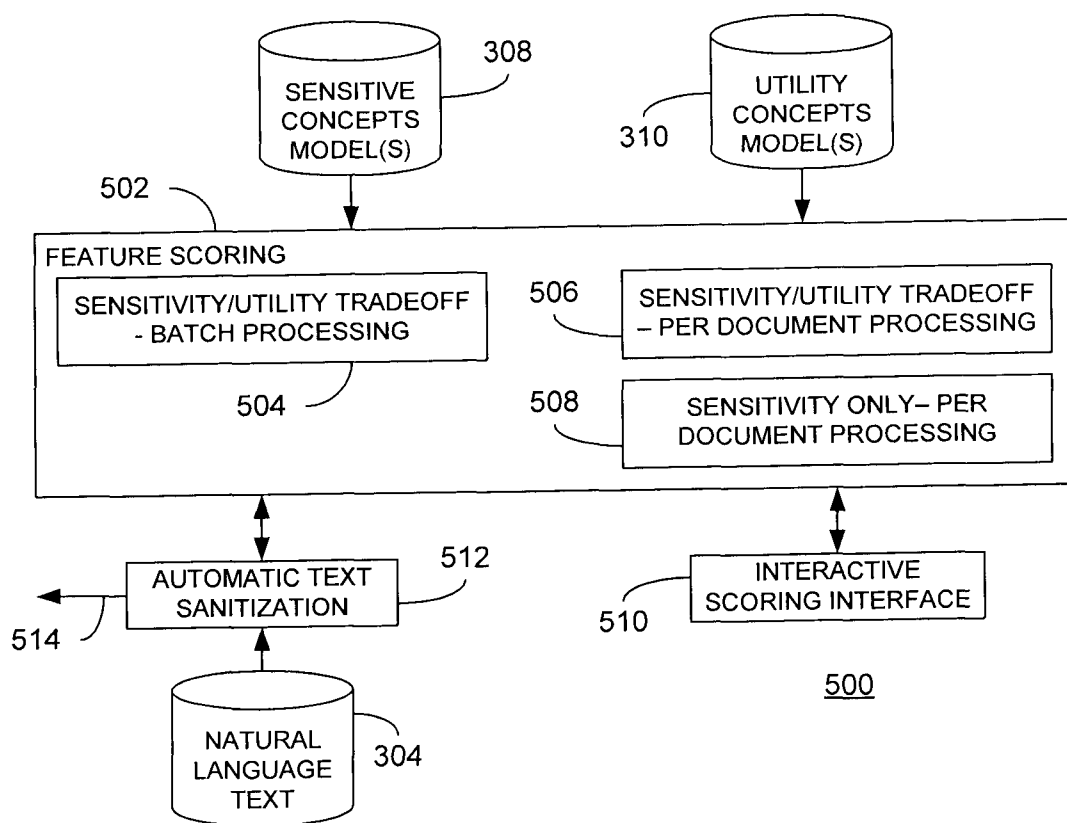 SENSITIVE
CONCEPTS
MODEL(S)
308
UTILITY
CONCEPTS
MODEL(S)
310
502
FEATURE SCORING
SENSITIVITY/UTILITY TRADEOFF
- BATCH PROCESSING
504
506
SENSITIVITY/UTILITY TRADEOFF
– PER DOCUMENT PROCESSING
508
SENSITIVITY ONLY– PER
DOCUMENT PROCESSING
AUTOMATIC TEXT
SANITIZATION
512
514
INTERACTIVE
SCORING INTERFACE
510
500
NATURAL
LANGUAGE
TEXT
304